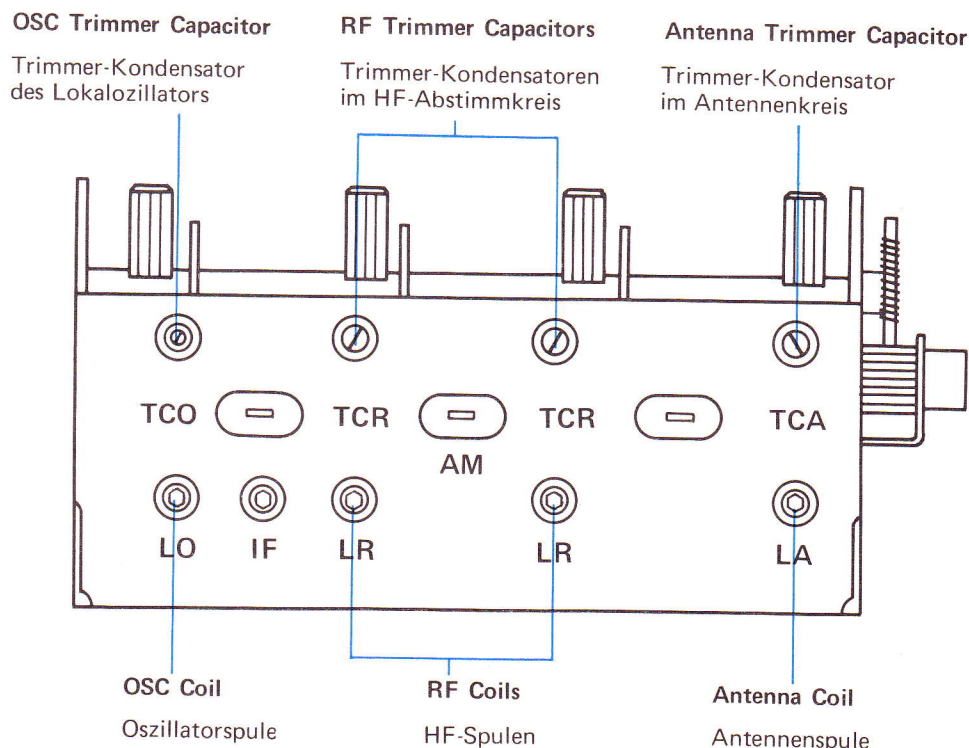 OSC Trimmer Capacitor
Trimmer-Kondensator
des Lokalozillators
RF Trimmer Capacitors
Trimmer-Kondensatoren
im HF-Abstimmkreis
Antenna Trimmer Capacitor
Trimmer-Kondensator
im Antennenkreis
TCO
TCR
TCR
TCA
AM
LO
IF
LR
LR
LA
OSC Coil
Oszillatorspule
RF Coils
HF-Spulen
Antenna Coil
Antennenspule